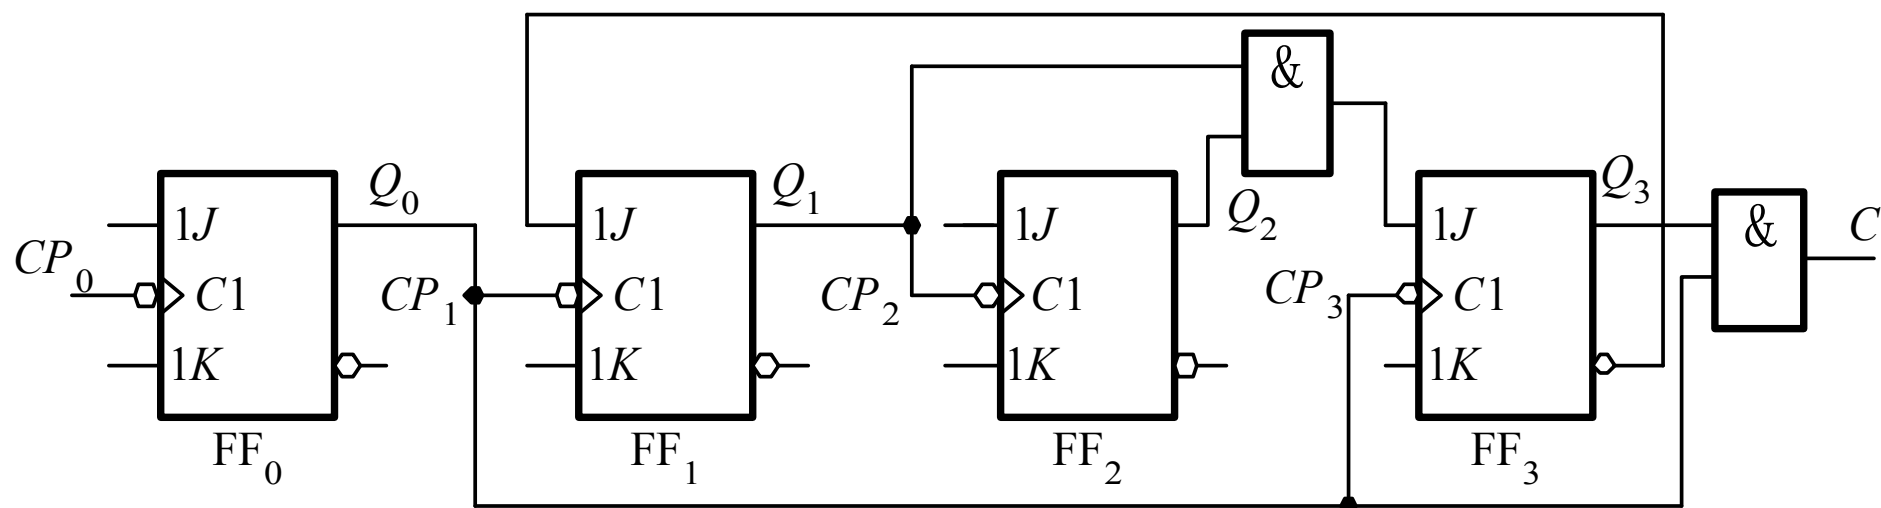 &
Q₀
Q₁
Q₂
Q₃
&
C
1J
1J
1J
1J
CP₀
C1
CP₁
C1
CP₂
C1
CP₃
C1
1K
1K
1K
1K
FF₀
FF₁
FF₂
FF₃